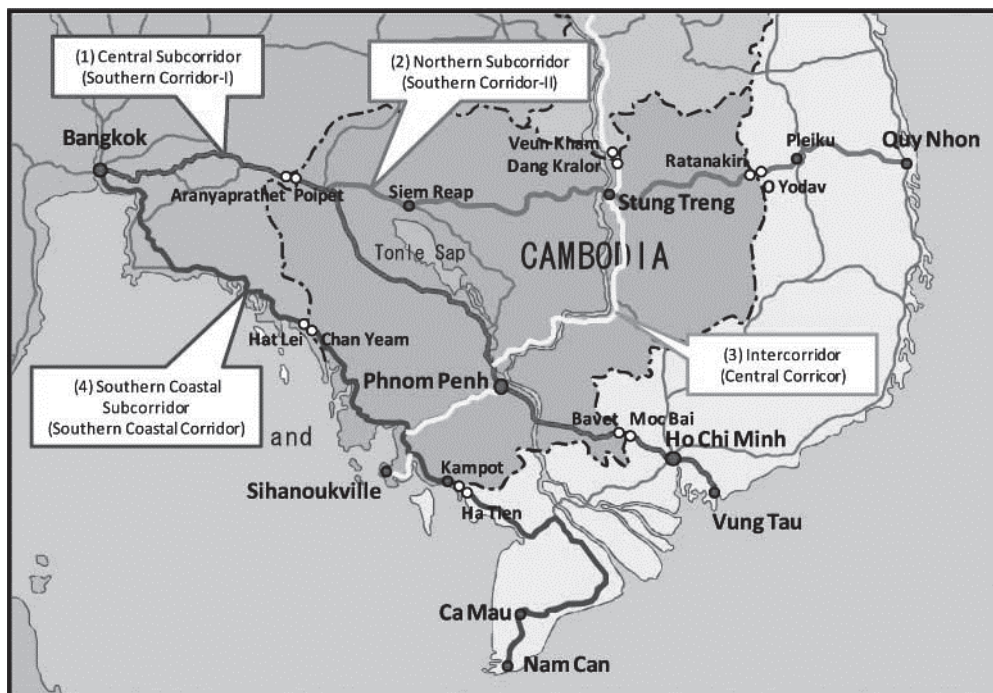 (1) Central Subcorridor
(Southern Corridor-I)
(2) Northern Subcorridor
(Southern Corridor-II)
Bangkok
Veun Kham
Dang Kralor
Ratanakiri
Pleiku
Quy Nhon
O Yodav
Aranyaprathet
Poipet
Siem Reap
Stung Treng
Tonle Sap
CAMBODIA
Hat Lei
Chan Yeam
(3) Intercorridor
(Central Corricor)
(4) Southern Coastal
Subcorridor
(Southern Coastal Corridor)
Phnom Penh
and
Bavet
Moc Bai
Ho Chi Minh
Sihanoukville
Kampot
Ha Tien
Vung Tau
Ca Mau
Nam Can